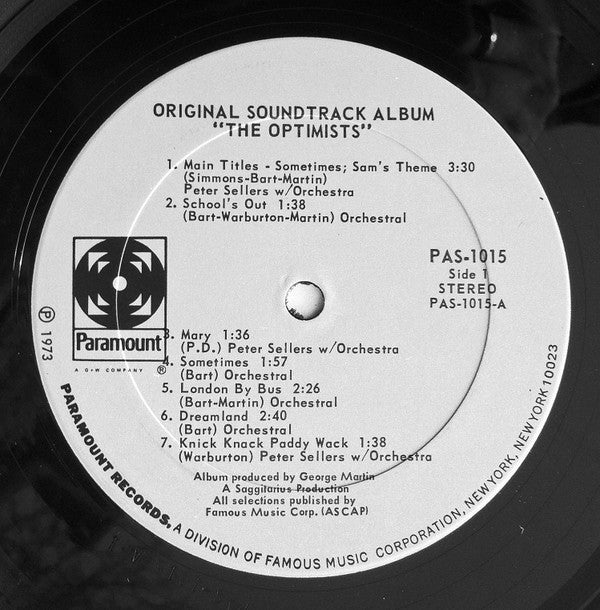 ORIGINAL SOUNDTRACK ALBUM
"THE OPTIMISTS"
1. Main Titles - Sometimes; Sam's Theme 3:30
(Simmons-Bart-Martin)
Peter Sellers w/Orchestra
2. School's Out 1:38
(Bart-Warburton-Martin) Orchestral
PAS-1015
Side 1
STEREO
PAS-1015-A
Paramount
®
A G+W COMPANY
Ⓟ 1973
3. Mary 1:36
(P.D.) Peter Sellers w/Orchestra
4. Sometimes 1:57
(Bart) Orchestral
5. London By Bus 2:26
(Bart-Martin) Orchestral
6. Dreamland 2:40
(Bart) Orchestral
7. Knick Knack Paddy Wack 1:38
(Warburton) Peter Sellers w/Orchestra
Album produced by George Martin
A Saggitarius Production
All selections published by
Famous Music Corp. (ASCAP)
PARAMOUNT RECORDS, A DIVISION OF FAMOUS MUSIC CORPORATION, NEW YORK, NEW YORK 10023